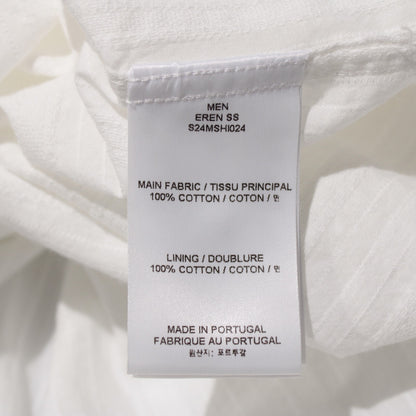 MEN
EREN SS
S24MSHI024
MAIN FABRIC / TISSU PRINCIPAL
100% COTTON / COTON / 면
LINING / DOUBLURE
100% COTTON / COTON / 면
MADE IN PORTUGAL
FABRIQUE AU PORTUGAL
원산지: 포르투갈